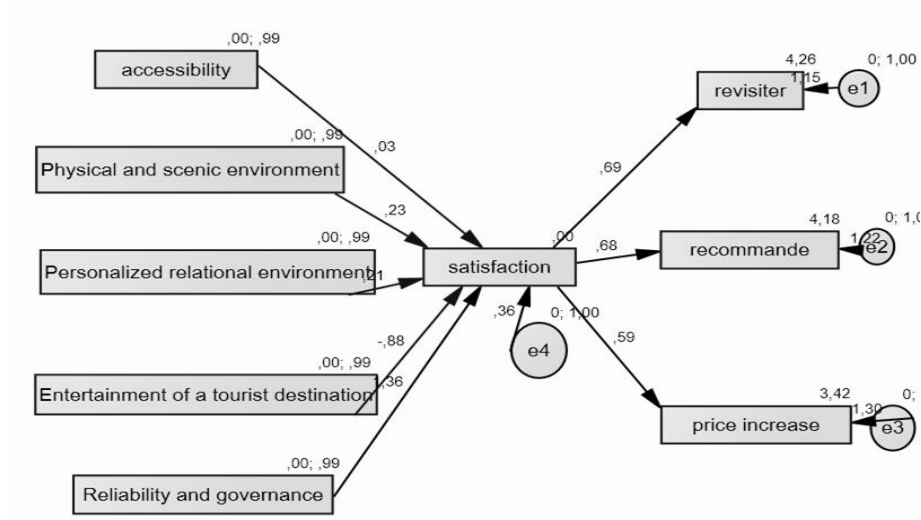 ,00; ,99
accessibility
,00; ,99
Physical and scenic environment
,00; ,99
Personalized relational environment
,00; ,99
Entertainment of a tourist destination
,00; ,99
Reliability and governance
,03
,23
,21
-,88
1,36
,00
satisfaction
,36
0; 1,00
e4
,69
,68
,59
4,26
0; 1,00
revisiter
1,15
e1
4,18
recommande
1,22
e2
3,42
0;
price increase
1,30
e3